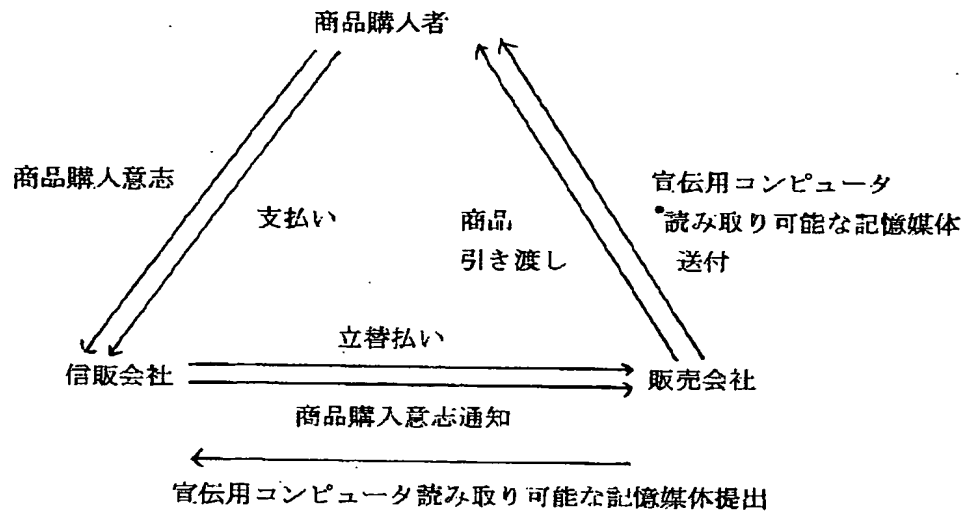 商品購入者
商品購入意志
支払い
商品
引き渡し
宣伝用コンピュータ
読み取り可能な記憶媒体
送付
立替払い
信販会社
販売会社
商品購入意志通知
宣伝用コンピュータ読み取り可能な記憶媒体提出